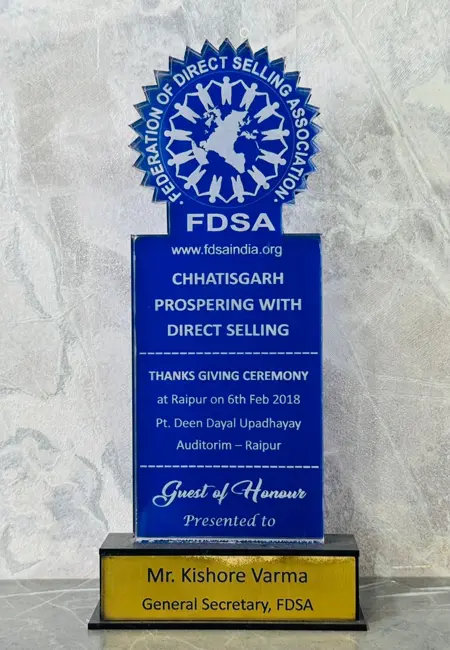 FEDERATION OF DIRECT SELLING ASSOCIATION
FDSA
www.fdsaindia.org
CHHATISGARH
PROSPERING WITH
DIRECT SELLING
THANKS GIVING CEREMONY
at Raipur on 6th Feb 2018
Pt. Deen Dayal Upadhayay
Auditorim – Raipur
Guest of Honour
Presented to
Mr. Kishore Varma
General Secretary, FDSA